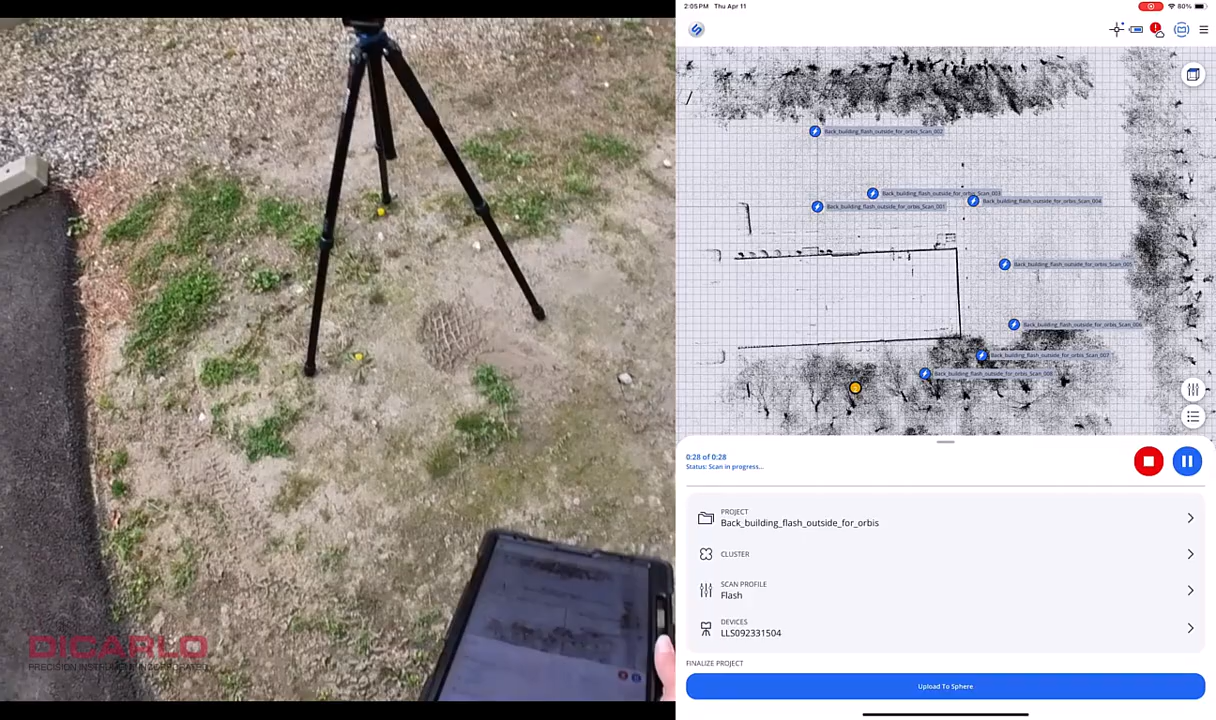 2:05PM Thu Apr 11
80%
Back_building_flash_outside_for_orbis_Scan_002
Back_building_flash_outside_for_orbis_Scan_003
Back_building_flash_outside_for_orbis_Scan_004
Back_building_flash_outside_for_orbis_Scan_001
Back_building_flash_outside_for_orbis_Scan_005
Back_building_flash_outside_for_orbis_Scan_006
Back_building_flash_outside_for_orbis_Scan_007
Back_building_flash_outside_for_orbis_Scan_008
0:28 of 0:28
Status: Scan in progress...
PROJECT
Back_building_flash_outside_for_orbis
CLUSTER
SCAN PROFILE
Flash
DEVICES
LLS092331504
FINALIZE PROJECT
Upload To Sphere
DICARLO
PRECISION INSTRUMENT INCORPORATED